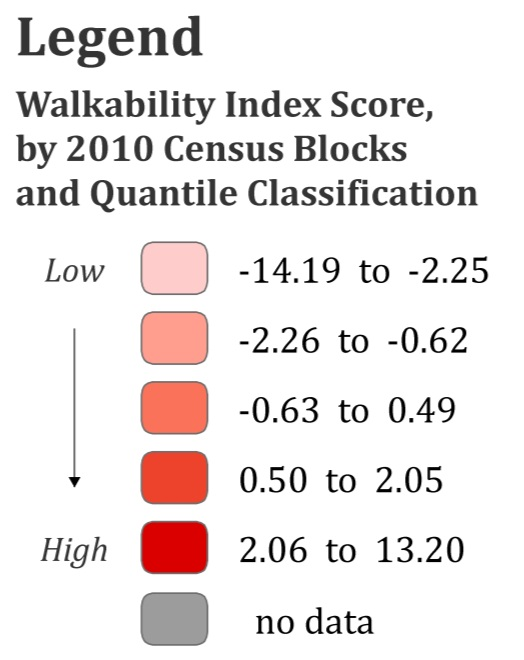 Legend
Walkability Index Score,
by 2010 Census Blocks
and Quantile Classification
Low -14.19 to -2.25
-2.26 to -0.62
-0.63 to 0.49
0.50 to 2.05
High 2.06 to 13.20
no data